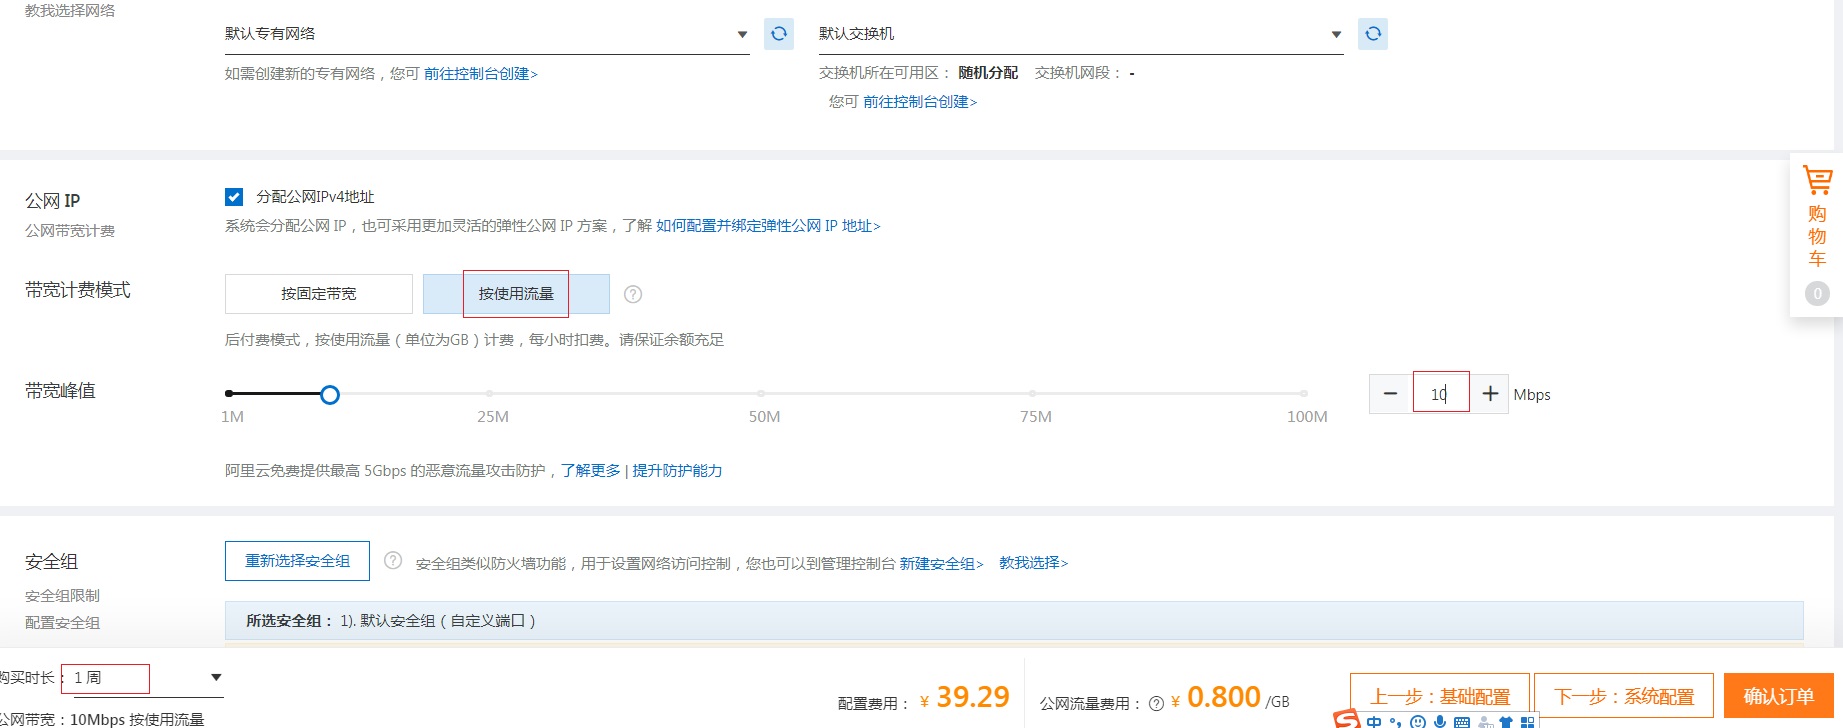 教我选择网络
默认专有网络
默认交换机
如需创建新的专有网络，您可 前往控制台创建>
交换机所在可用区： 随机分配 交换机网段： -
您可 前往控制台创建>
公网 IP
公网带宽计费
分配公网IPv4地址
系统会分配公网 IP，也可采用更加灵活的弹性公网 IP 方案，了解 如何配置并绑定弹性公网 IP 地址>
带宽计费模式
按固定带宽
按使用流量
?
后付费模式，按使用流量（单位为GB）计费，每小时扣费。请保证余额充足
带宽峰值
1M
25M
50M
75M
100M
− 10 + Mbps
阿里云免费提供最高 5Gbps 的恶意流量攻击防护，了解更多 | 提升防护能力
购物车
0
安全组
安全组限制
配置安全组
重新选择安全组
?
安全组类似防火墙功能，用于设置网络访问控制，您也可以到管理控制台 新建安全组> 教我选择>
所选安全组： 1). 默认安全组（自定义端口）
购买时长： 1 周
公网带宽：10Mbps 按使用流量
配置费用： ¥ 39.29
公网流量费用： ? ¥ 0.800 /GB
上一步：基础配置
下一步：系统配置
确认订单
S 中